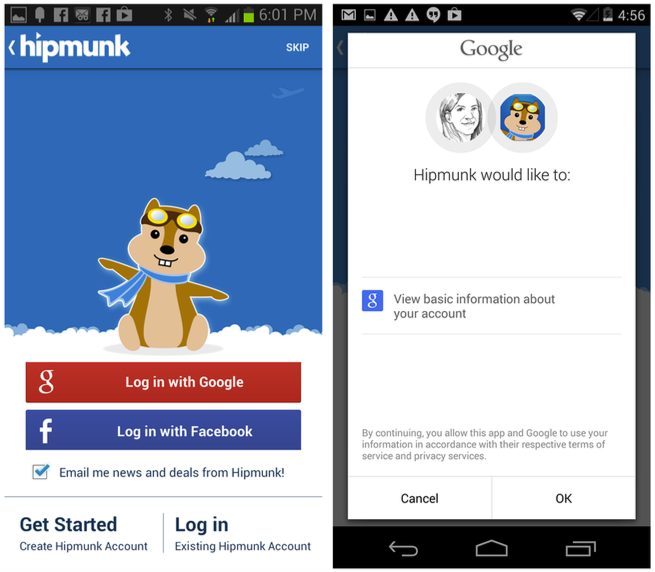 6:01 PM
hipmunk
SKIP
g
Log in with Google
f
Log in with Facebook
Email me news and deals from Hipmunk!
Get Started
Create Hipmunk Account
Log in
Existing Hipmunk Account
4:56
Google
Hipmunk would like to:
g
View basic information about
your account
By continuing, you allow this app and Google to use your
information in accordance with their respective terms of
service and privacy services.
Cancel
OK